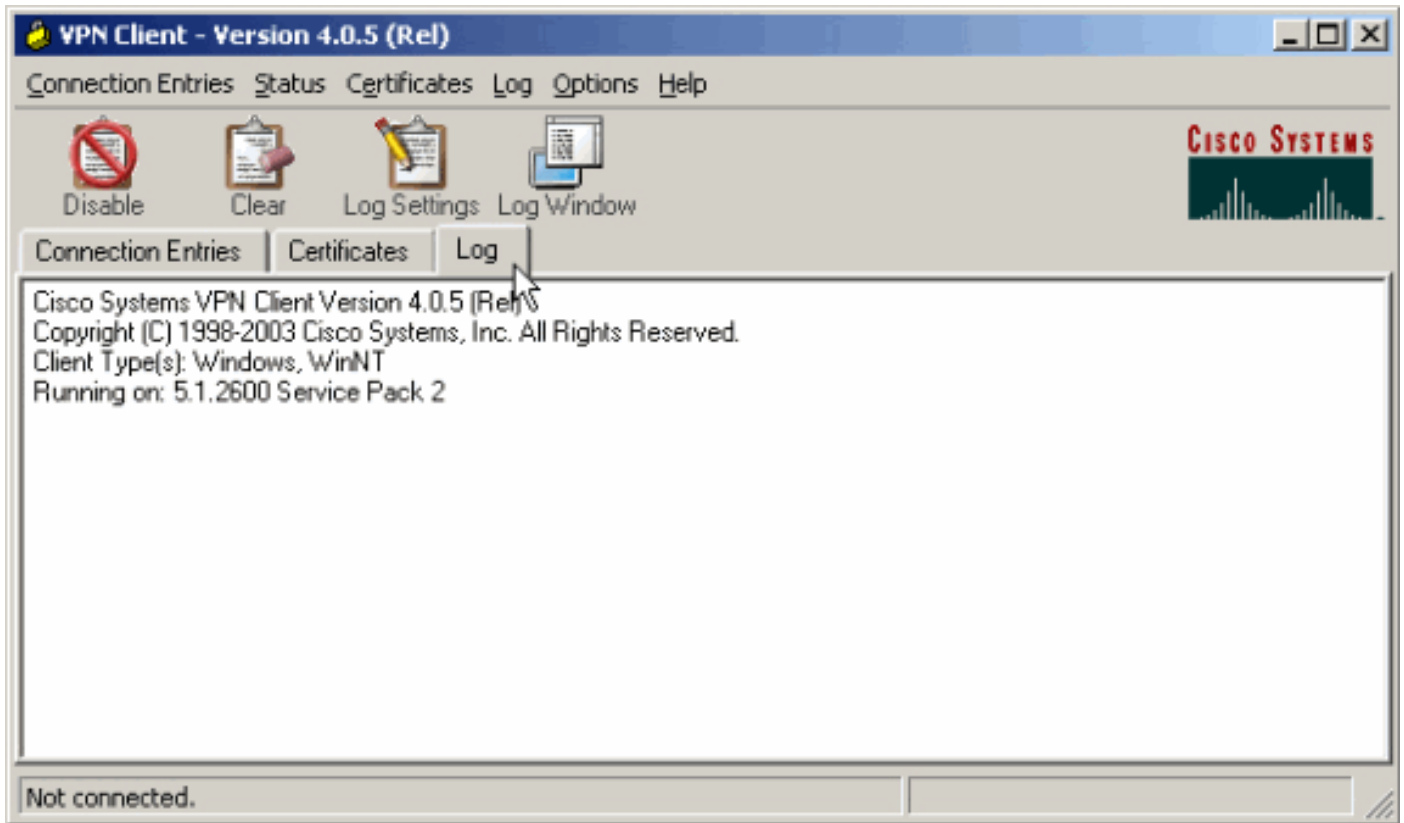 VPN Client - Version 4.0.5 (Rel)
Connection Entries Status Certificates Log Options Help
CISCO SYSTEMS
Disable Clear Log Settings Log Window
Connection Entries Certificates Log
Cisco Systems VPN Client Version 4.0.5 (Rel)
Copyright (C) 1998-2003 Cisco Systems, Inc. All Rights Reserved.
Client Type(s): Windows, WinNT
Running on: 5.1.2600 Service Pack 2
Not connected.